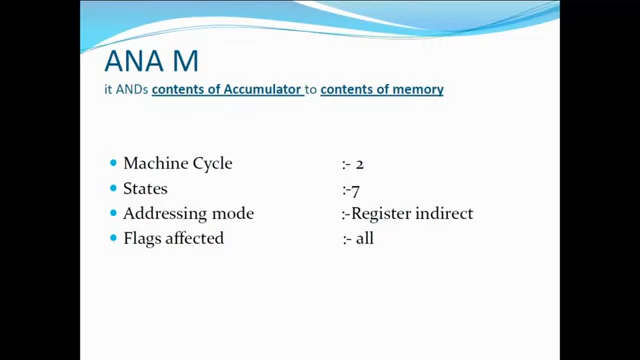 ANA M
it ANDs contents of Accumulator to contents of memory
• Machine Cycle :- 2
• States :-7
• Addressing mode :-Register indirect
• Flags affected :- all